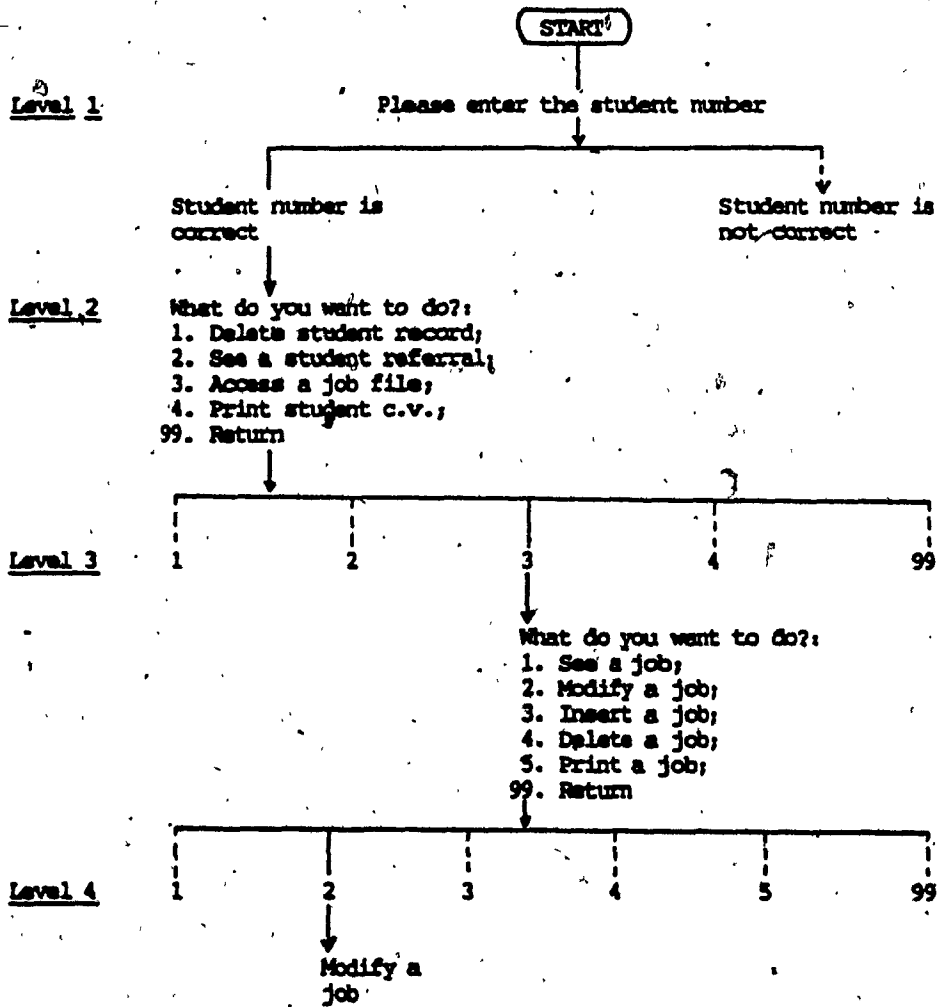 START
Level 1
Please enter the student number
Student number is
correct
Student number is
not correct
Level 2
What do you want to do?:
1. Delete student record;
2. See a student referral;
3. Access a job file;
4. Print student c.v.;
99. Return
Level 3
1 2 3 4 99
What do you want to do?:
1. See a job;
2. Modify a job;
3. Insert a job;
4. Delete a job;
5. Print a job;
99. Return
Level 4
1 2 3 4 5 99
Modify a
job